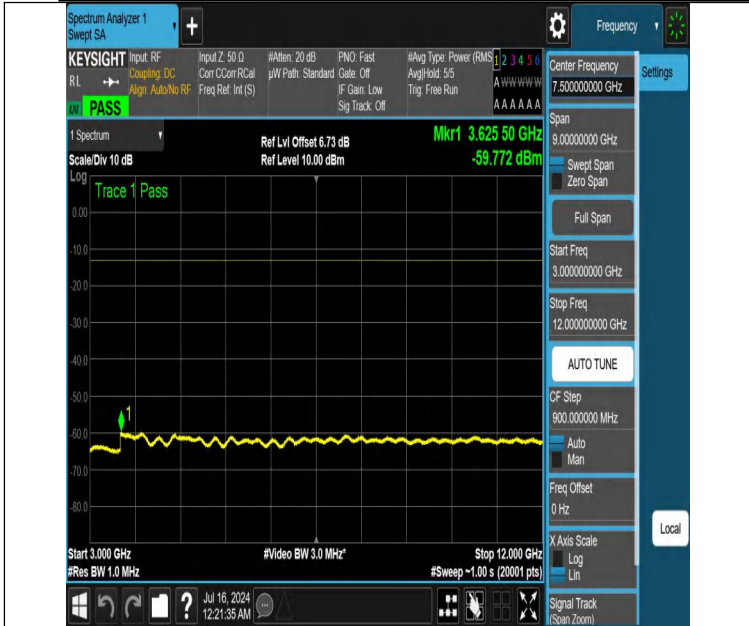 Spectrum Analyzer 1
Swept SA
+
Frequency
KEYSIGHT
RL
PASS
Input: RF
Coupling: DC
Align: Auto/No RF
Input Z: 50 Ω
Corr CCorr RCal
Freq Ref: Int (S)
#Atten: 20 dB
µW Path: Standard
PNO: Fast
Gate: Off
IF Gain: Low
Sig Track: Off
#Avg Type: Power (RMS
Avg|Hold: 5/5
Trig: Free Run
1 2 3 4 5 6
A W W W W W
A A A A A A
1 Spectrum
Scale/Div 10 dB
Ref Lvl Offset 6.73 dB
Ref Level 10.00 dBm
Mkr1 3.625 50 GHz
-59.772 dBm
Log
Trace 1 Pass
0.00
-10.0
-20.0
-30.0
-40.0
-50.0
1
-60.0
-70.0
-80.0
Start 3.000 GHz
#Res BW 1.0 MHz
#Video BW 3.0 MHz*
Stop 12.000 GHz
#Sweep ~1.00 s (20001 pts)
Center Frequency
7.500000000 GHz
Settings
Span
9.00000000 GHz
Swept Span
Zero Span
Full Span
Start Freq
3.000000000 GHz
Stop Freq
12.000000000 GHz
AUTO TUNE
CF Step
900.000000 MHz
Auto
Man
Freq Offset
0 Hz
X Axis Scale
Log
Lin
Local
Signal Track
(Span Zoom)
?
Jul 16, 2024
12:21:35 AM